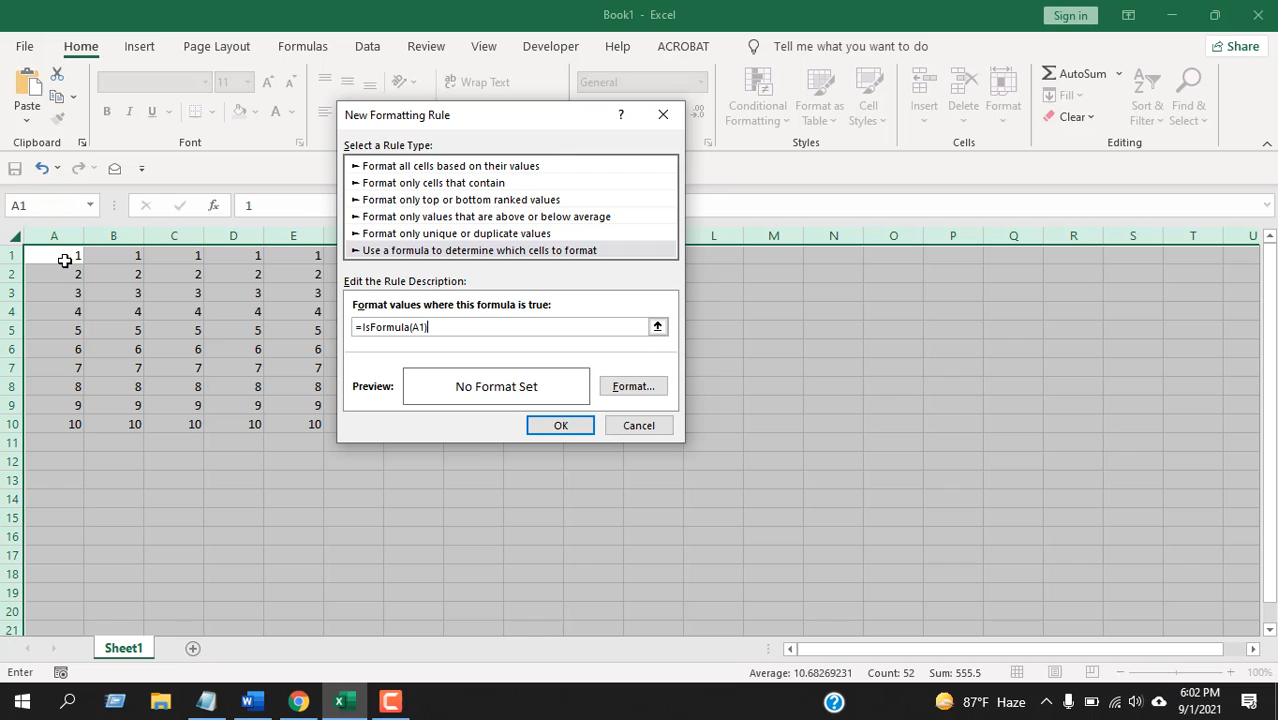 Book1 - Excel
Sign in
File Home Insert Page Layout Formulas Data Review View Developer Help ACROBAT Tell me what you want to do Share
Paste
Clipboard
11
B I U
Font
Wrap Text
General
Conditional Formatting
Format as Table
Cell Styles
Styles
Insert
Delete
Format
Cells
AutoSum
Fill
Clear
Sort & Filter
Find & Select
Editing
A1 fx 1
A B C D E L M N O P Q R S T U
1 1 1 1 1 1
2 2 2 2 2 2
3 3 3 3 3 3
4 4 4 4 4 4
5 5 5 5 5 5
6 6 6 6 6 6
7 7 7 7 7 7
8 8 8 8 8 8
9 9 9 9 9 9
10 10 10 10 10 10
11
12
13
14
15
16
17
18
19
20
21
New Formatting Rule ?
Select a Rule Type:
► Format all cells based on their values
► Format only cells that contain
► Format only top or bottom ranked values
► Format only values that are above or below average
► Format only unique or duplicate values
► Use a formula to determine which cells to format
Edit the Rule Description:
Format values where this formula is true:
=IsFormula(A1)
Preview: No Format Set Format...
OK Cancel
Sheet1
Enter Average: 10.68269231 Count: 52 Sum: 555.5 100%
87°F Haze
6:02 PM
9/1/2021